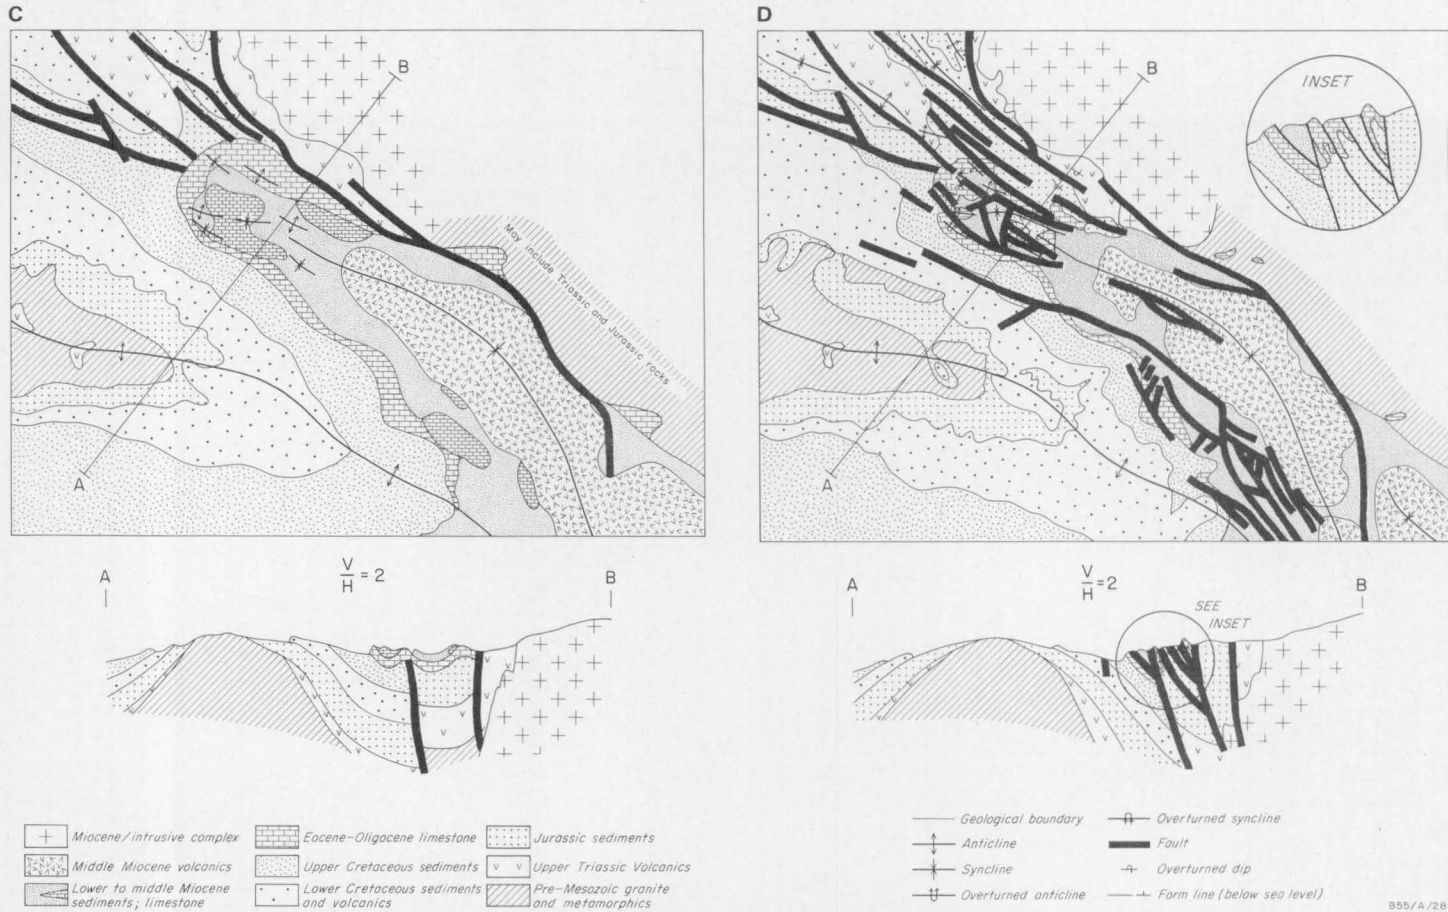 C
D
B
May include Triassic and Jurassic rocks
A
B
INSET
A
A
V/H = 2
B
A
V/H = 2
B
SEE
INSET
Miocene/intrusive complex
Eocene-Oligocene limestone
Jurassic sediments
Middle Miocene volcanics
Upper Cretaceous sediments
Upper Triassic Volcanics
Lower to middle Miocene
sediments; limestone
Lower Cretaceous sediments
and volcanics
Pre-Mesozoic granite
and metamorphics
Geological boundary
Overturned syncline
Anticline
Fault
Syncline
Overturned dip
Overturned anticline
Form line (below sea level)
B55/A/28